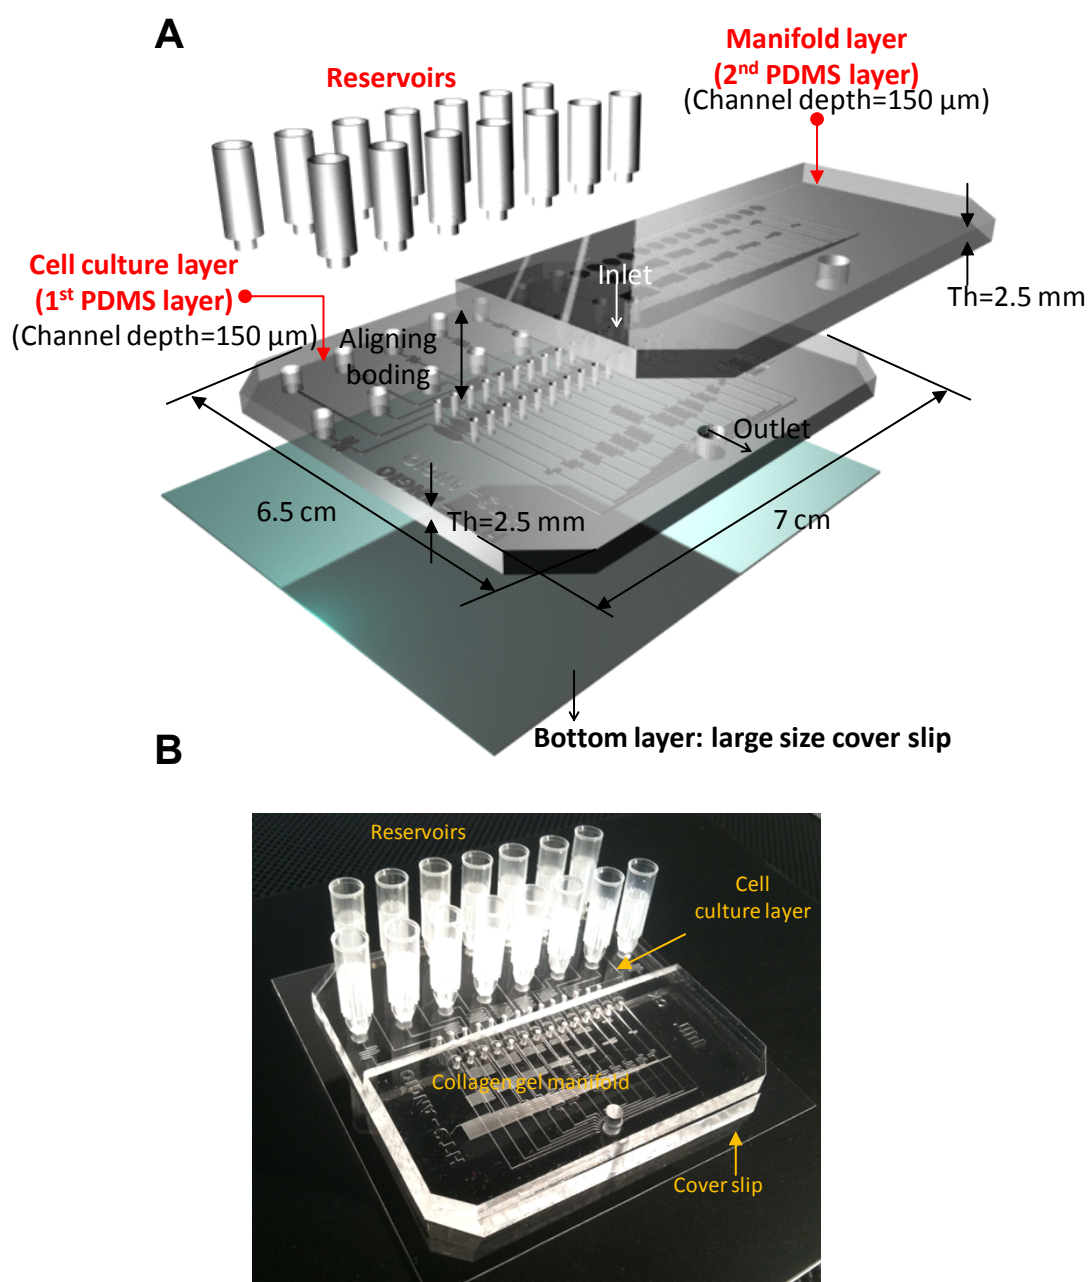 A
Reservoirs
Manifold layer
(2nd PDMS layer)
(Channel depth=150 µm)
Cell culture layer
(1st PDMS layer)
(Channel depth=150 µm)
Inlet
Th=2.5 mm
Aligning
boding
Outlet
6.5 cm
Th=2.5 mm
7 cm
Bottom layer: large size cover slip
B
Reservoirs
Cell
culture layer
Collagen gel manifold
HTS-ANGIO
Cover slip